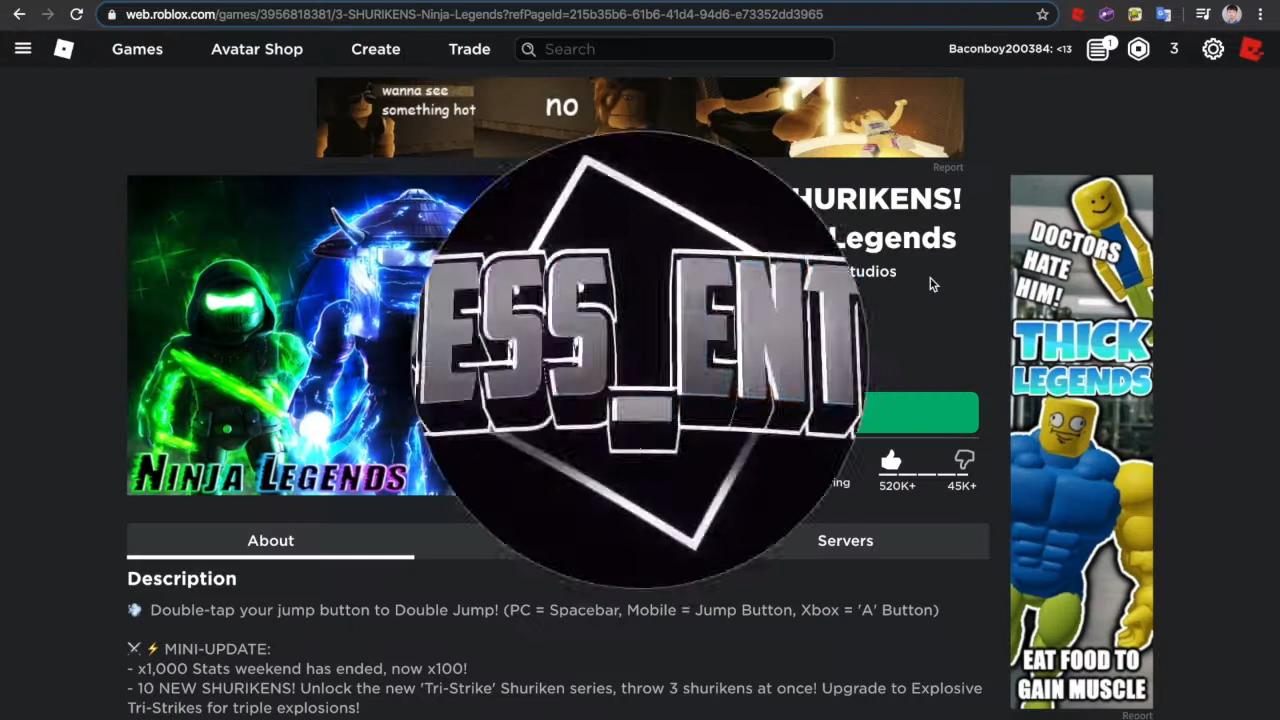 web.roblox.com/games/3956818381/3-SHURIKENS-Ninja-Legends?refPageId=215b35b6-61b6-41d4-94d6-e73352dd3965
Games Avatar Shop Create Trade Search Baconboy200384: <13 1 3
wanna see
something hot
no
Report
HURIKENS!
Legends
tudios
ESS_ENT
NINJA LEGENDS
ing
520K+ 45K+
DOCTORS
HATE
HIM!
THICK
LEGENDS
EAT FOOD TO
GAIN MUSCLE
Report
About Servers
Description
Double-tap your jump button to Double Jump! (PC = Spacebar, Mobile = Jump Button, Xbox = 'A' Button)
MINI-UPDATE:
- x1,000 Stats weekend has ended, now x100!
- 10 NEW SHURIKENS! Unlock the new 'Tri-Strike' Shuriken series, throw 3 shurikens at once! Upgrade to Explosive
Tri-Strikes for triple explosions!